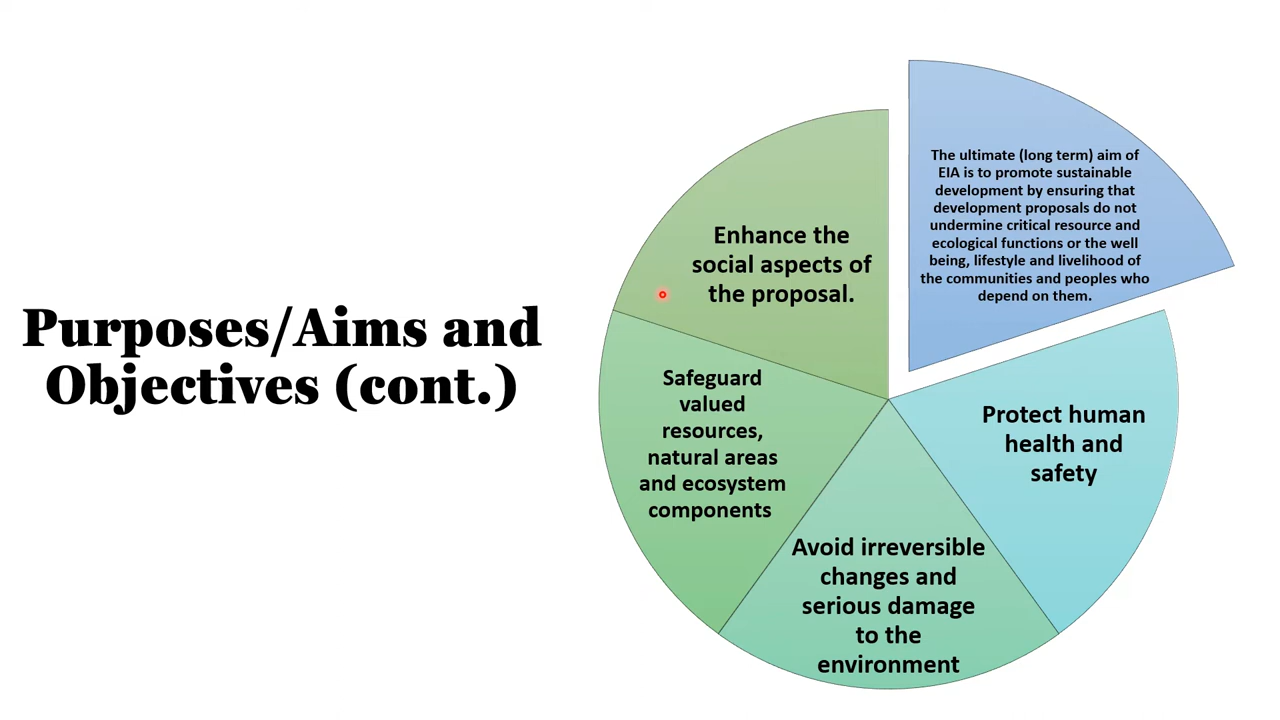 Purposes/Aims and
Objectives (cont.)
The ultimate (long term) aim of
EIA is to promote sustainable
development by ensuring that
development proposals do not
undermine critical resource and
ecological functions or the well
being, lifestyle and livelihood of
the communities and peoples who
depend on them.
Protect human
health and
safety
Avoid irreversible
changes and
serious damage
to the
environment
Safeguard
valued
resources,
natural areas
and ecosystem
components
Enhance the
social aspects of
the proposal.